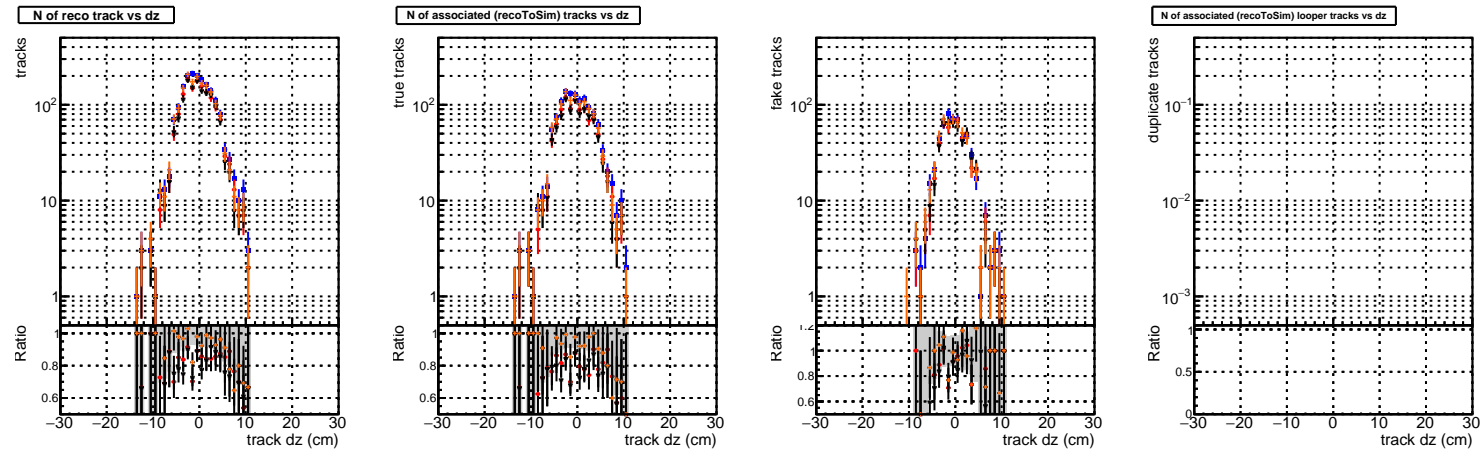 N of reco track vs dz
tracks
10²
10
1
Ratio
1
0.8
0.6
−30 −20 −10 0 10 20 30
track dz (cm)
N of associated (recoToSim) tracks vs dz
true tracks
10²
10
1
Ratio
1
0.8
0.6
−30 −20 −10 0 10 20 30
track dz (cm)
fake tracks
10²
10
1
Ratio
1.2
1
0.8
0.6
−30 −20 −10 0 10 20 30
track dz (cm)
N of associated (recoToSim) looper tracks vs dz
duplicate tracks
10⁻¹
10⁻²
10⁻³
Ratio
1
0.5
0
−30 −20 −10 0 10 20 30
track dz (cm)